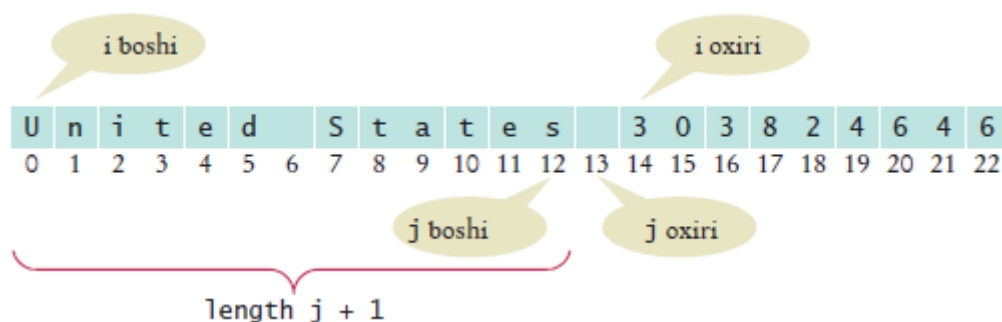 i boshi i oxiri
U n i t e d S t a t e s 3 0 3 8 2 4 6 4 6
0 1 2 3 4 5 6 7 8 9 10 11 12 13 14 15 16 17 18 19 20 21 22
j boshi j oxiri
length j + 1